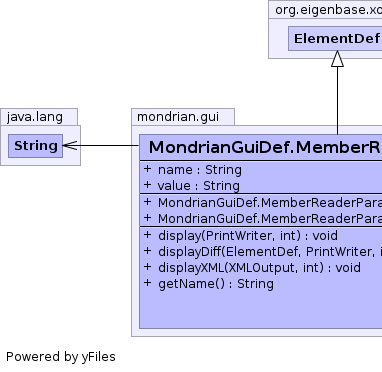 org.eigenbase.xo
ElementDef
java.lang
mondrian.gui
String
MondrianGuiDef.MemberR
+ name : String
+ value : String
+ MondrianGuiDef.MemberReaderPara
+ MondrianGuiDef.MemberReaderPara
+ display(PrintWriter, int) : void
+ displayDiff(ElementDef, PrintWriter, i
+ displayXML(XMLOutput, int) : void
+ getName() : String
Powered by yFiles